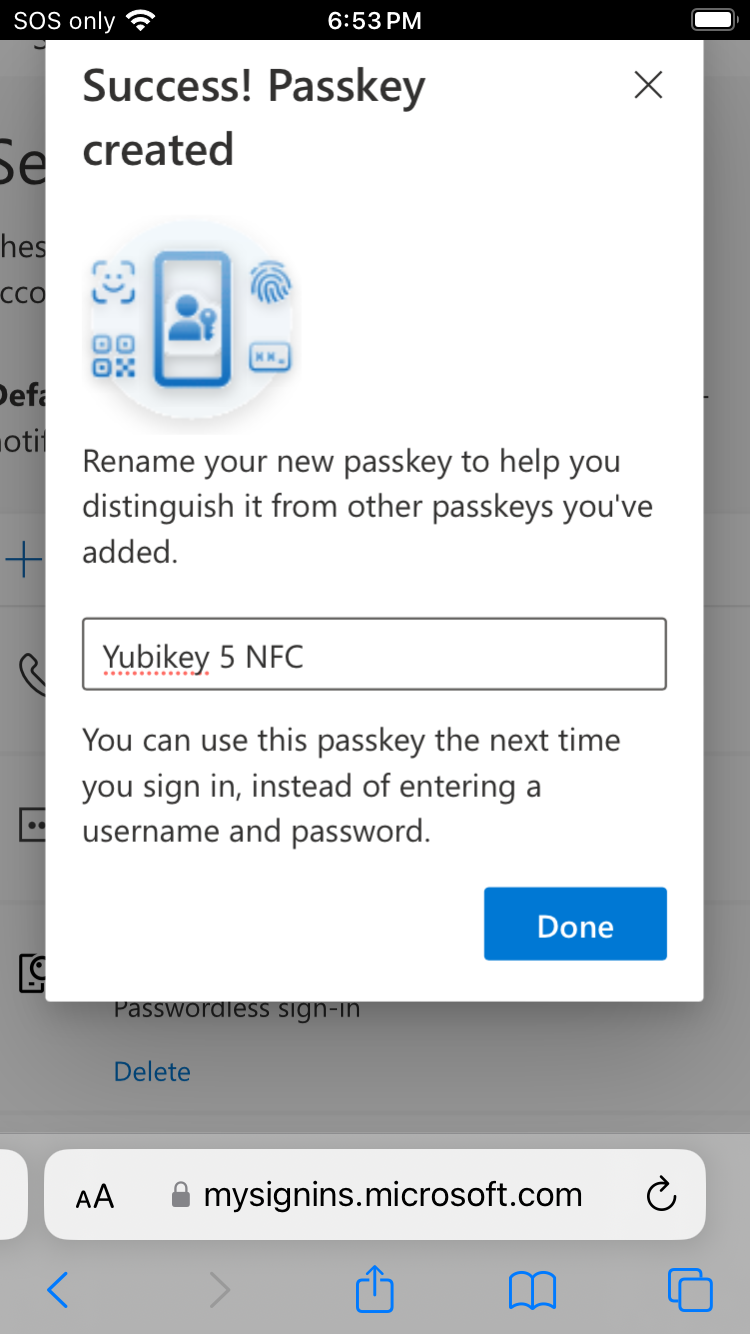 SOS only 6:53 PM
Success! Passkey
created
Se
hes
cco
Defa
notif
Rename your new passkey to help you
distinguish it from other passkeys you've
added.
Yubikey 5 NFC
You can use this passkey the next time
you sign in, instead of entering a
username and password.
Done
Passwordless sign-in
Delete
AA mysignins.microsoft.com